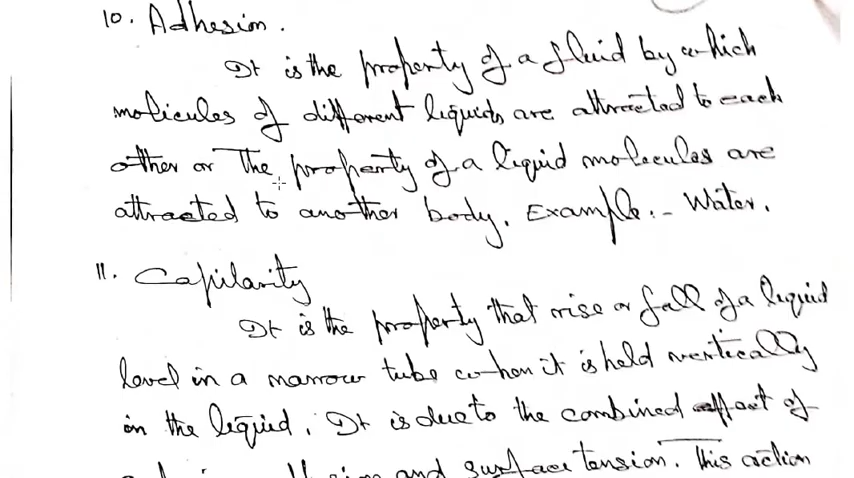 10. Adhesion.
It is the property of a fluid by which
molicules of different liquids are attracted to each
other or The property of a liquid molecules are
attracted to another body. Example:- Water.
11. Capilarity
It is the property that rise or fall of a liquid
level in a narrow tube when it is held vertically
in the liquid. It is due to the combined effect of
and surface tension. This action